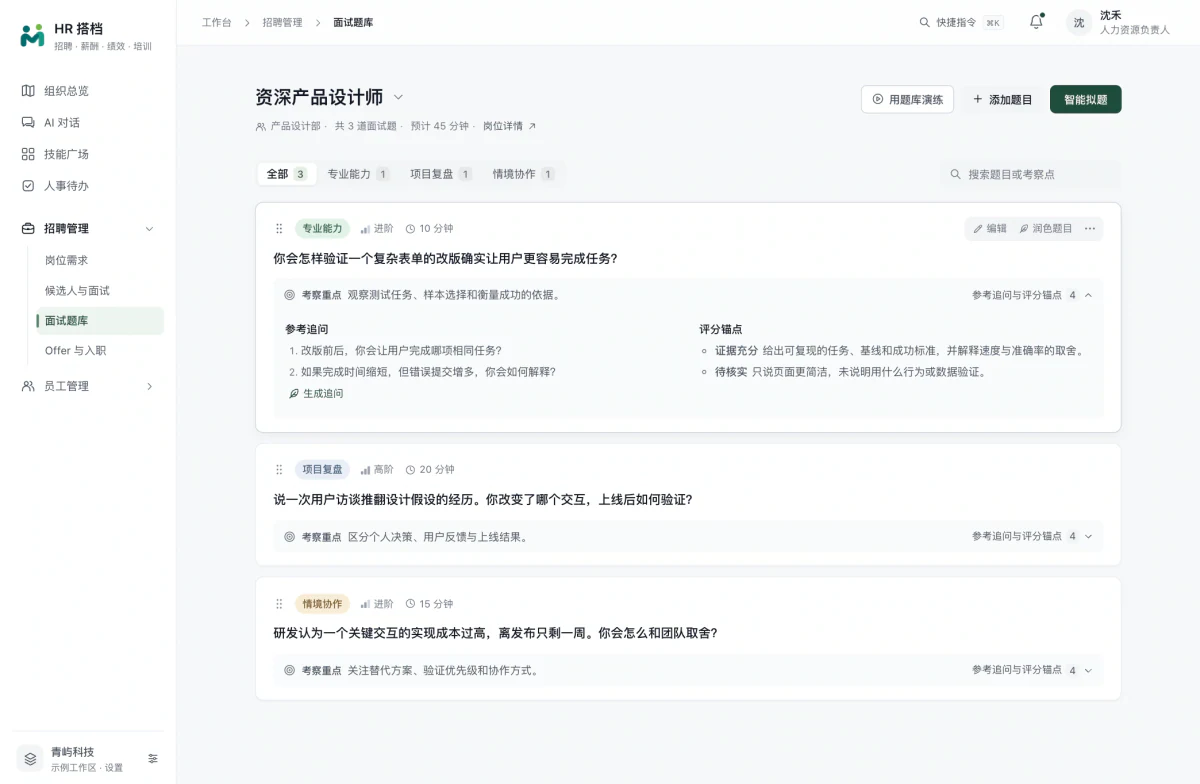 HR 搭档
招聘 · 薪酬 · 绩效 · 培训
组织总览
AI 对话
技能广场
人事待办
招聘管理
岗位需求
候选人与面试
面试题库
Offer 与入职
员工管理
青屿科技
示例工作区 · 设置
工作台 招聘管理 面试题库
快捷指令 ⌘K
沈
沈禾
人力资源负责人
资深产品设计师
产品设计部 · 共 3 道面试题 · 预计 45 分钟 · 岗位详情
用题库演练 添加题目 智能拟题
全部 3 专业能力 1 项目复盘 1 情境协作 1
搜索题目或考察点
专业能力 进阶 10 分钟
编辑 润色题目
你会怎样验证一个复杂表单的改版确实让用户更容易完成任务?
考察重点 观察测试任务、样本选择和衡量成功的依据。
参考追问与评分锚点 4
参考追问
1. 改版前后，你会让用户完成哪项相同任务?
2. 如果完成时间缩短，但错误提交增多，你会如何解释?
生成追问
评分锚点
证据充分 给出可复现的任务、基线和成功标准，并解释速度与准确率的取舍。
待核实 只说页面更简洁，未说明用什么行为或数据验证。
项目复盘 高阶 20 分钟
说一次用户访谈推翻设计假设的经历。你改变了哪个交互，上线后如何验证?
考察重点 区分个人决策、用户反馈与上线结果。
参考追问与评分锚点 4
情境协作 进阶 15 分钟
研发认为一个关键交互的实现成本过高，离发布只剩一周。你会怎么和团队取舍?
考察重点 关注替代方案、验证优先级和协作方式。
参考追问与评分锚点 4